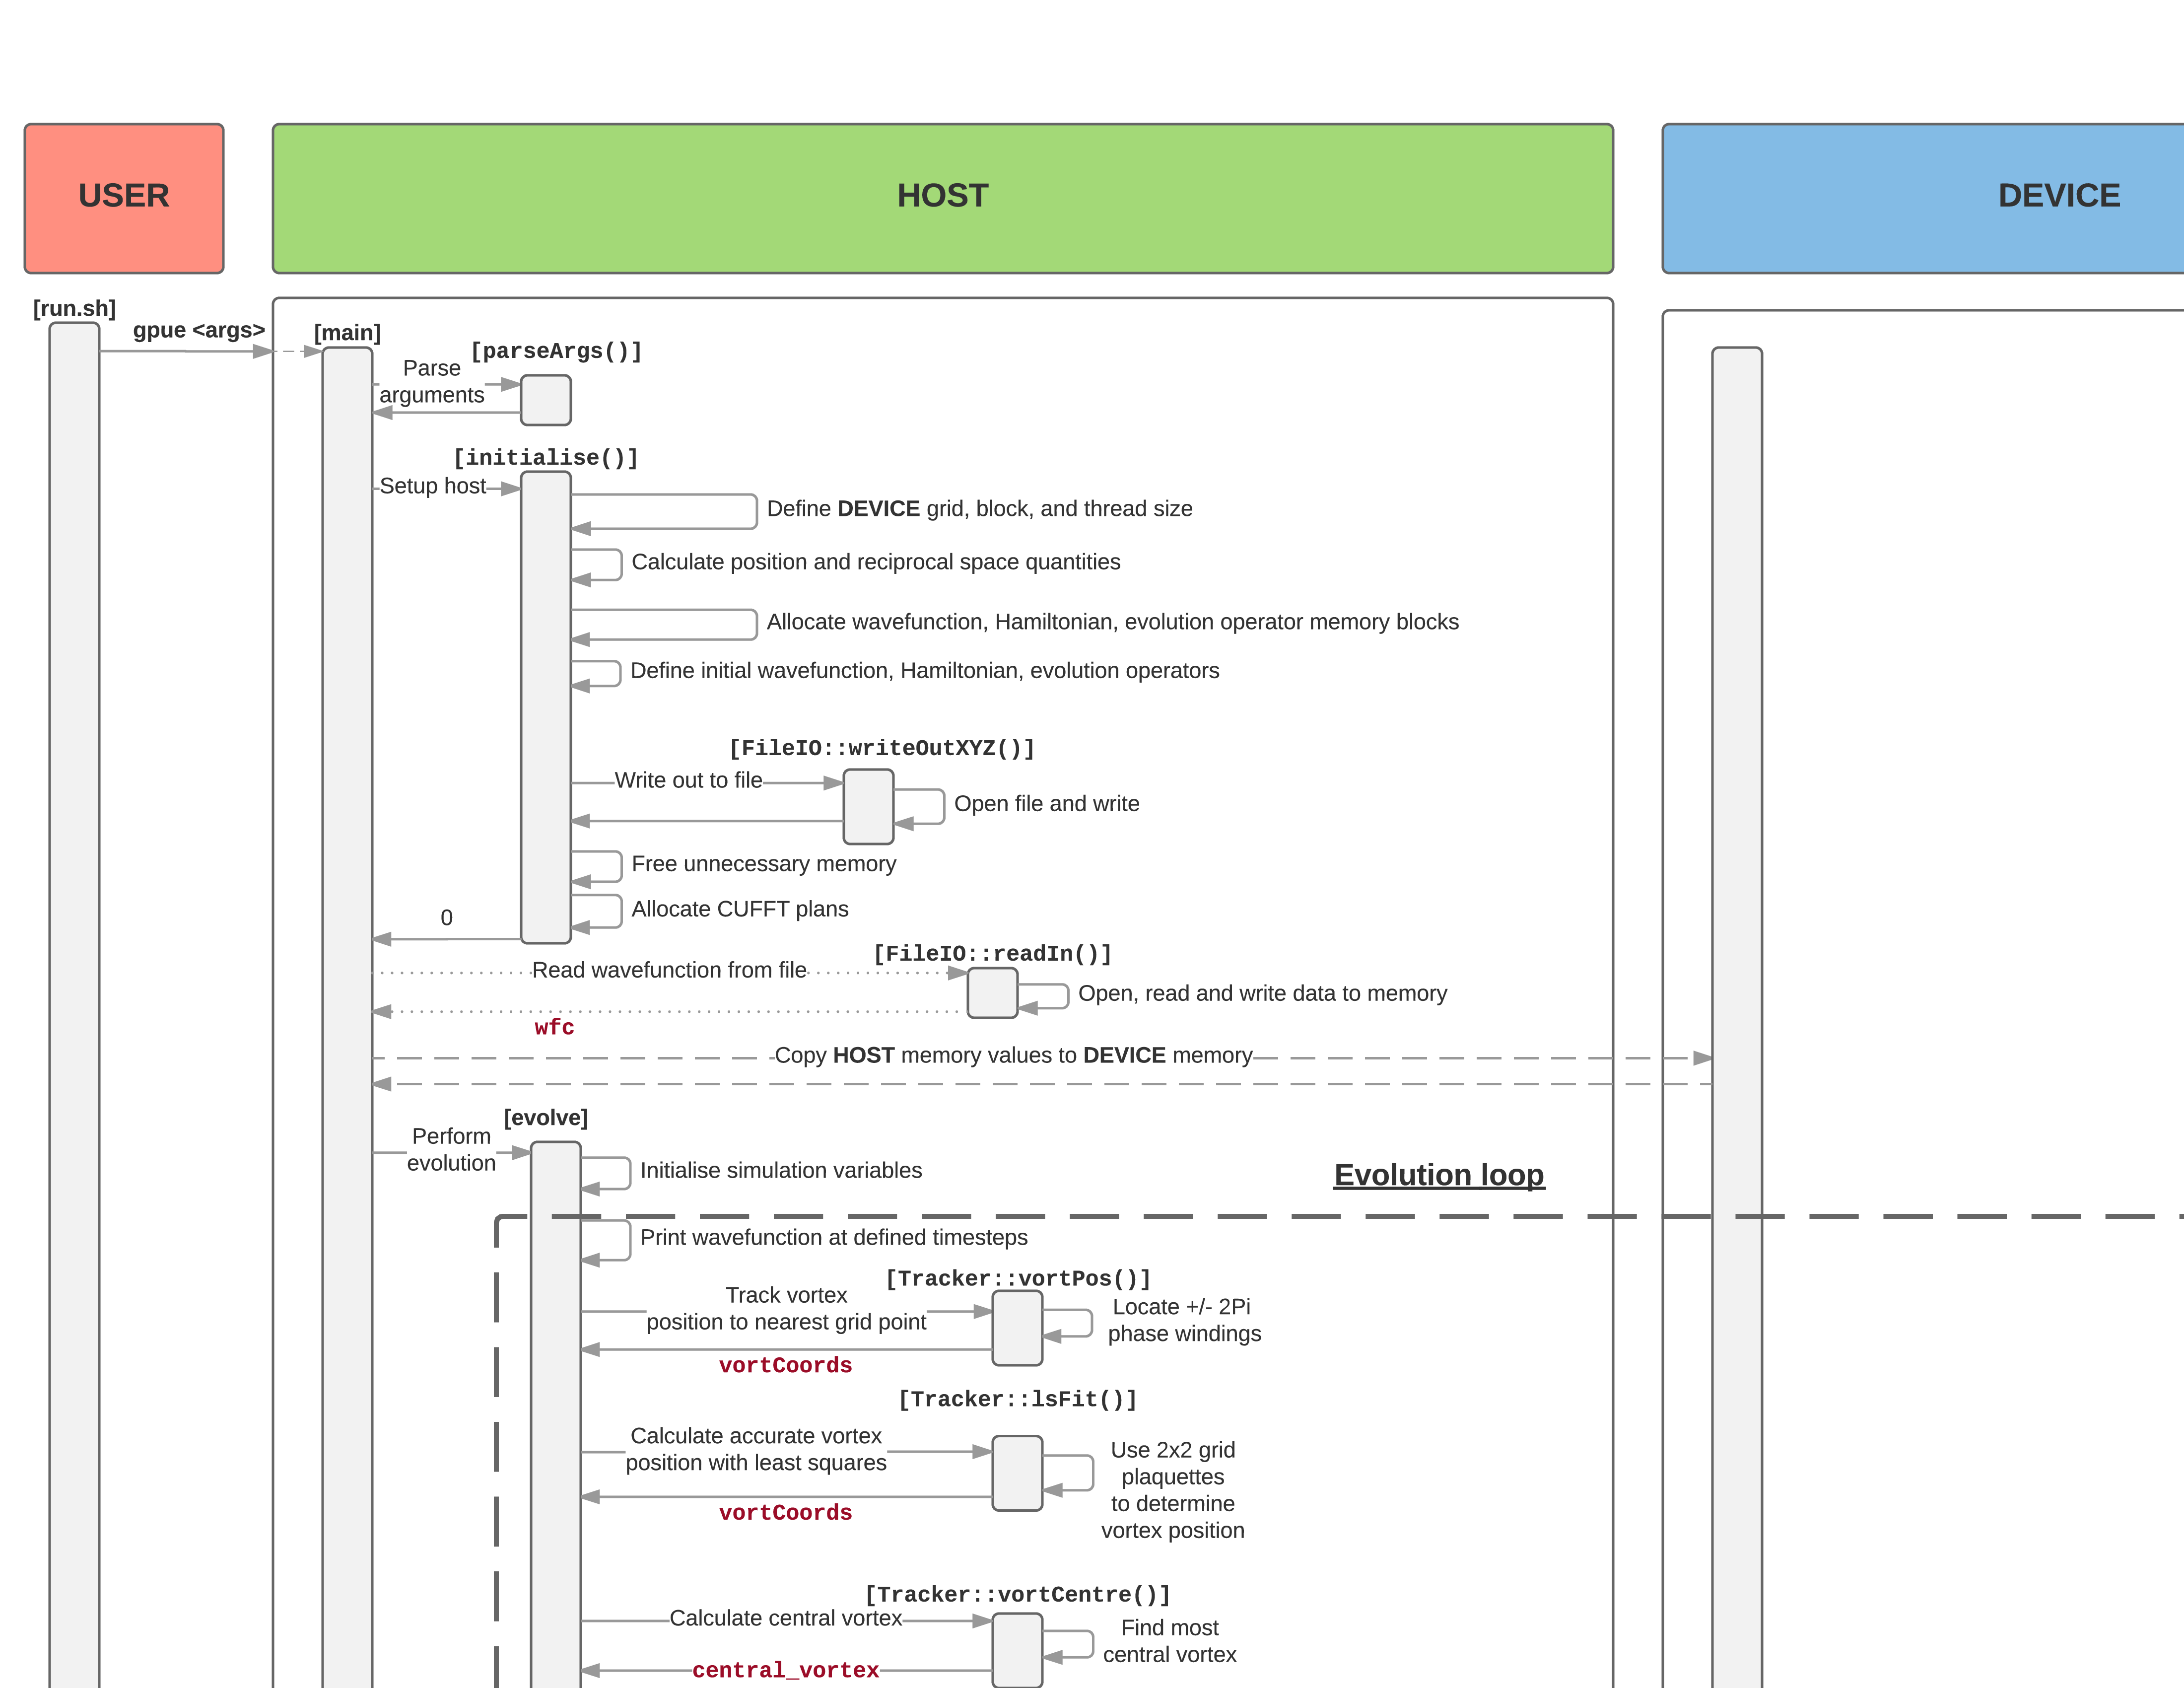 USER
HOST
DEVICE
[run.sh]
gpue <args>
[main]
[parseArgs()]
Parse
arguments
[initialise()]
Setup host
Define DEVICE grid, block, and thread size
Calculate position and reciprocal space quantities
Allocate wavefunction, Hamiltonian, evolution operator memory blocks
Define initial wavefunction, Hamiltonian, evolution operators
[FileIO::writeOutXYZ()]
Write out to file
Open file and write
Free unnecessary memory
Allocate CUFFT plans
0
[FileIO::readIn()]
Read wavefunction from file
Open, read and write data to memory
wfc
Copy HOST memory values to DEVICE memory
[evolve]
Perform
evolution
Initialise simulation variables
Evolution loop
Print wavefunction at defined timesteps
[Tracker::vortPos()]
Track vortex
position to nearest grid point
Locate +/- 2Pi
phase windings
vortCoords
[Tracker::lsFit()]
Calculate accurate vortex
position with least squares
Use 2x2 grid
plaquettes
to determine
vortex position
vortCoords
[Tracker::vortCentre()]
Calculate central vortex
Find most
central vortex
central_vortex